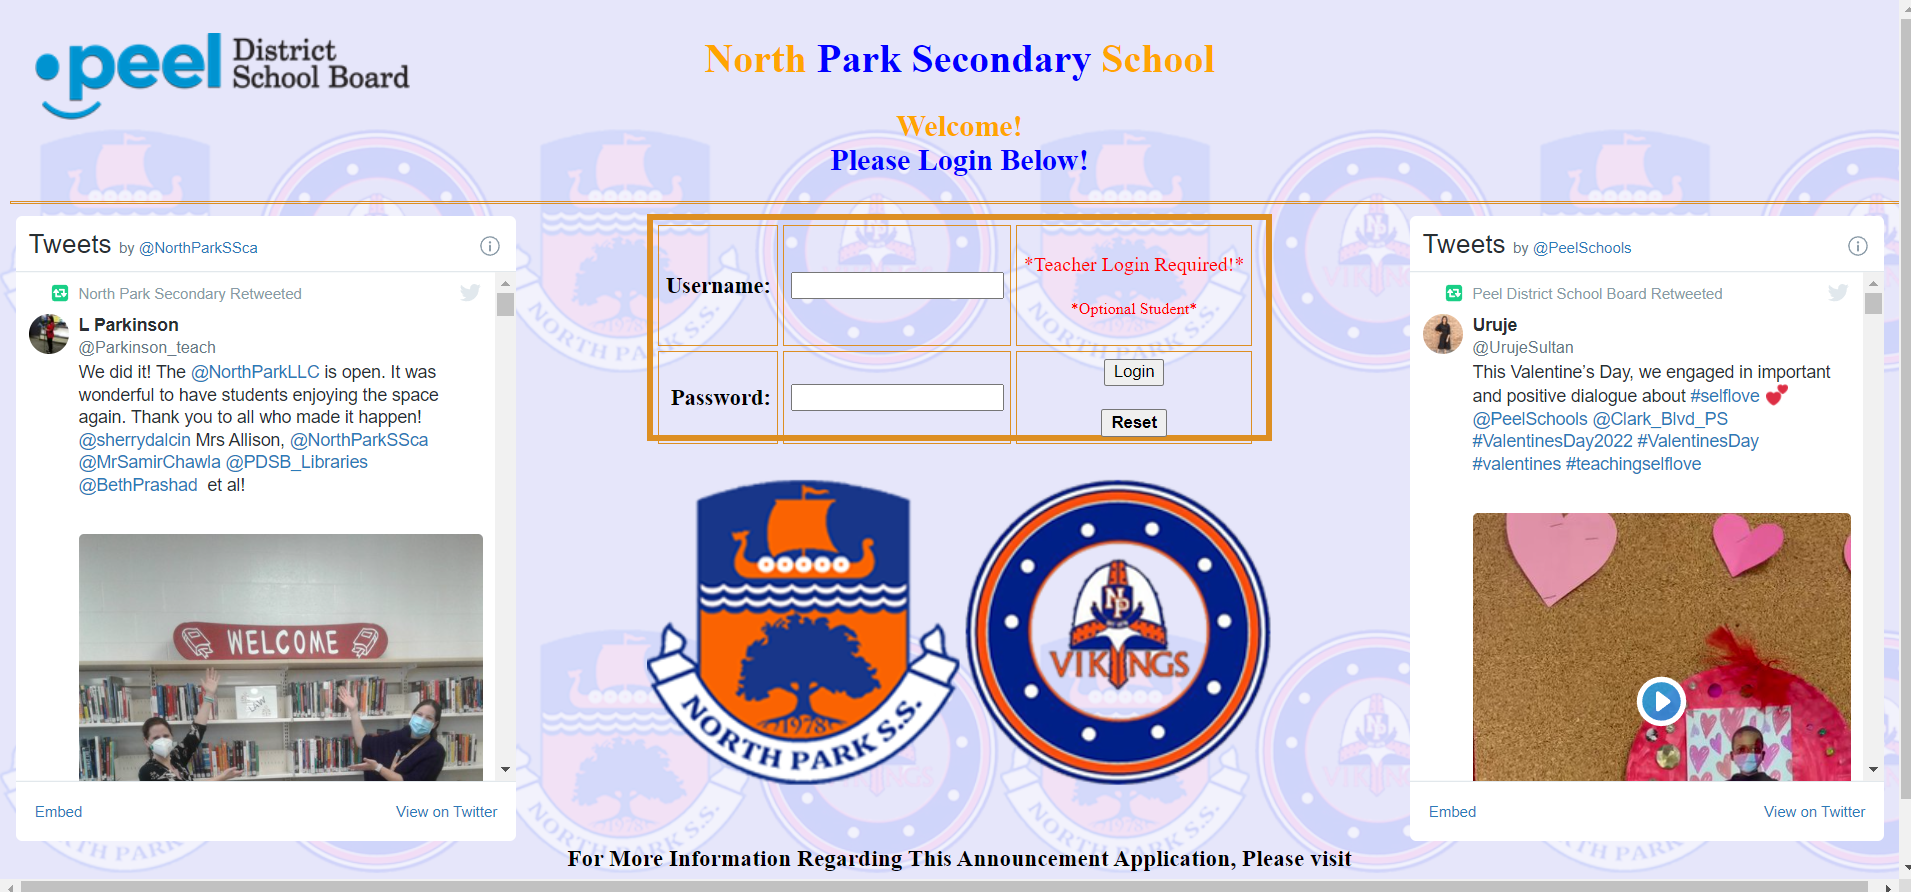 peel District
School Board
North Park Secondary School
Welcome!
Please Login Below!
Tweets by @NorthParkSSca
North Park Secondary Retweeted
L Parkinson
@Parkinson_teach
We did it! The @NorthParkLLC is open. It was
wonderful to have students enjoying the space
again. Thank you to all who made it happen!
@sherrydalcin Mrs Allison, @NorthParkSSca
@MrSamirChawla @PDSB_Libraries
@BethPrashad et al!
WELCOME
LAW
Embed
View on Twitter
Username:
*Teacher Login Required!*
*Optional Student*
Password:
Login
Reset
1978
NORTH PARK S.S.
NP
VIKINGS
Tweets by @PeelSchools
Peel District School Board Retweeted
Uruje
@UrujeSultan
This Valentine’s Day, we engaged in important
and positive dialogue about #selflove 💕
@PeelSchools @Clark_Blvd_PS
#ValentinesDay2022 #ValentinesDay
#valentines #teachingselflove
Embed
View on Twitter
For More Information Regarding This Announcement Application, Please visit